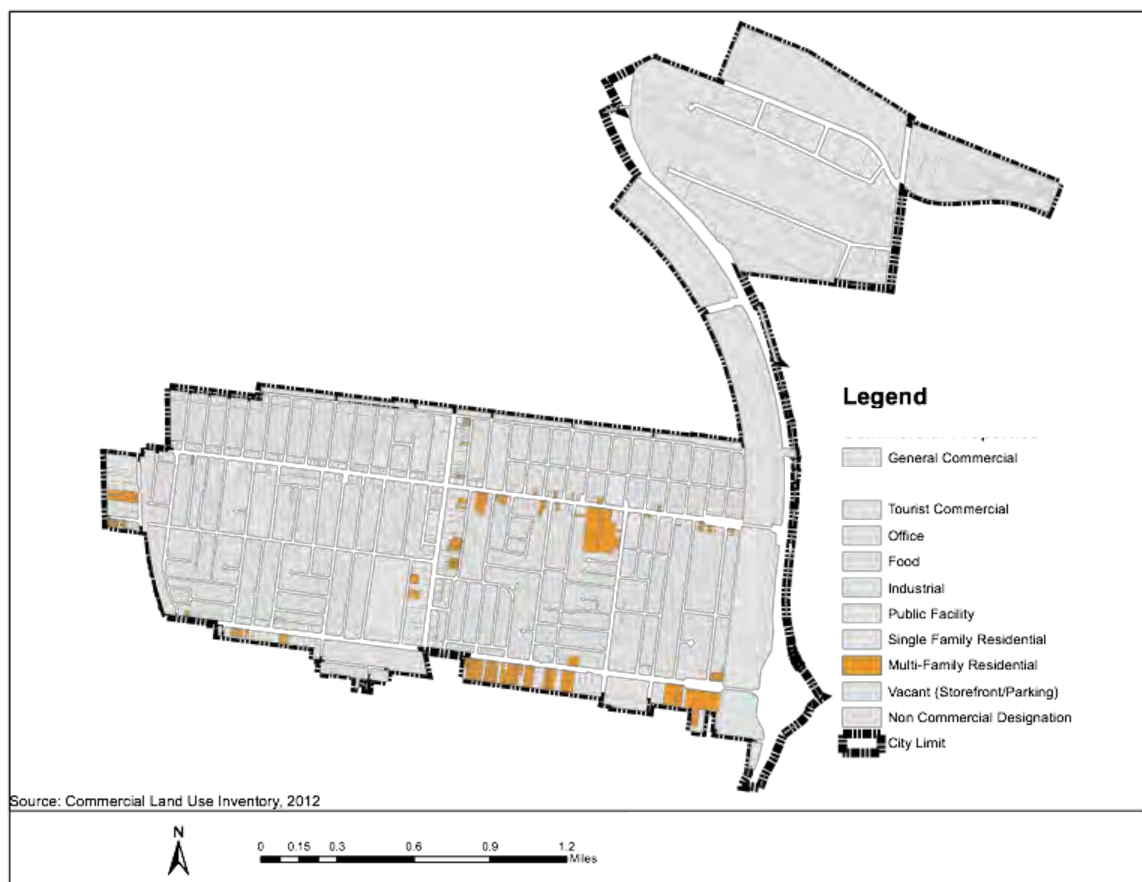 Legend
General Commercial
Tourist Commercial
Office
Food
Industrial
Public Facility
Single Family Residential
Multi-Family Residential
Vacant (Storefront/Parking)
Non Commercial Designation
City Limit
Source: Commercial Land Use Inventory, 2012
N
0 0.15 0.3 0.6 0.9 1.2
Miles